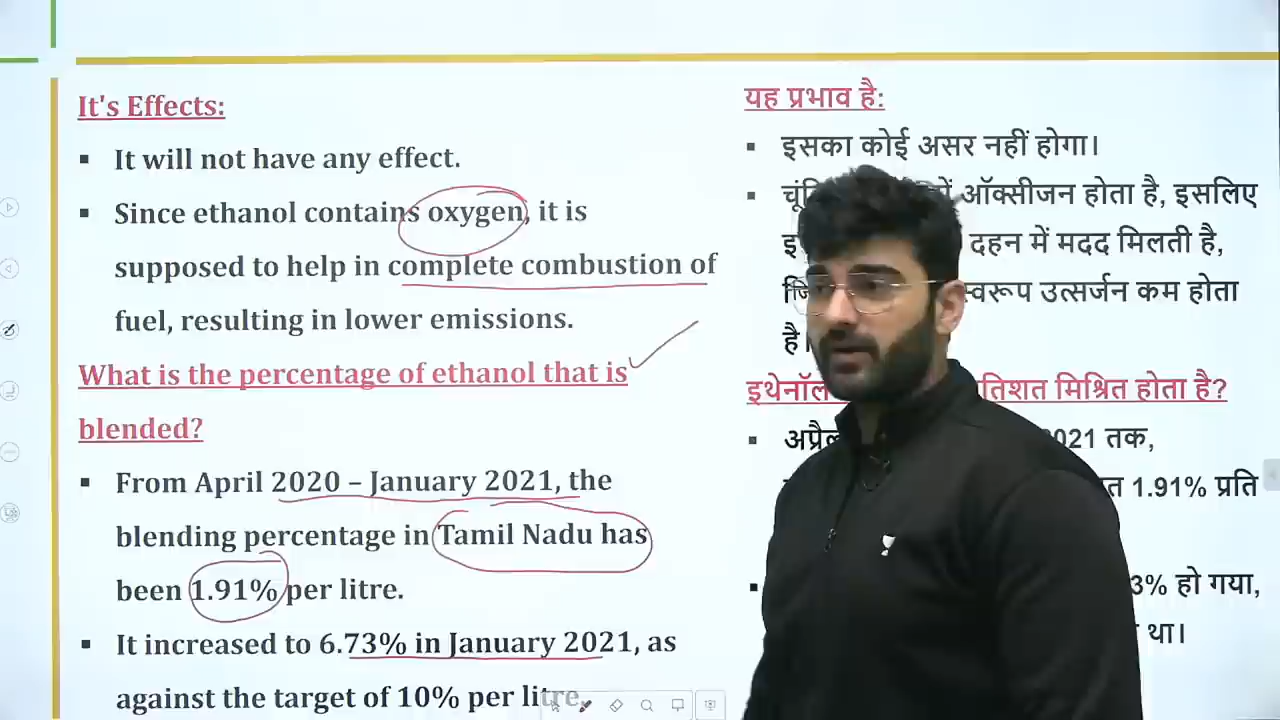 It's Effects:
▪ It will not have any effect.
▪ Since ethanol contains oxygen, it is
supposed to help in complete combustion of
fuel, resulting in lower emissions.
What is the percentage of ethanol that is
blended?
▪ From April 2020 – January 2021, the
blending percentage in Tamil Nadu has
been 1.91% per litre.
▪ It increased to 6.73% in January 2021, as
against the target of 10% per litre.
यह प्रभाव है:
▪ इसका कोई असर नहीं होगा।
▪ ऑक्सीजन होता है, इसलिए
दहन में मदद मिलती है,
स्वरूप उत्सर्जन कम होता
है।
इथेनॉल मिश्रित होता है?
▪ 2021 तक,
1.91% प्रति
▪ 3% हो गया,
था।